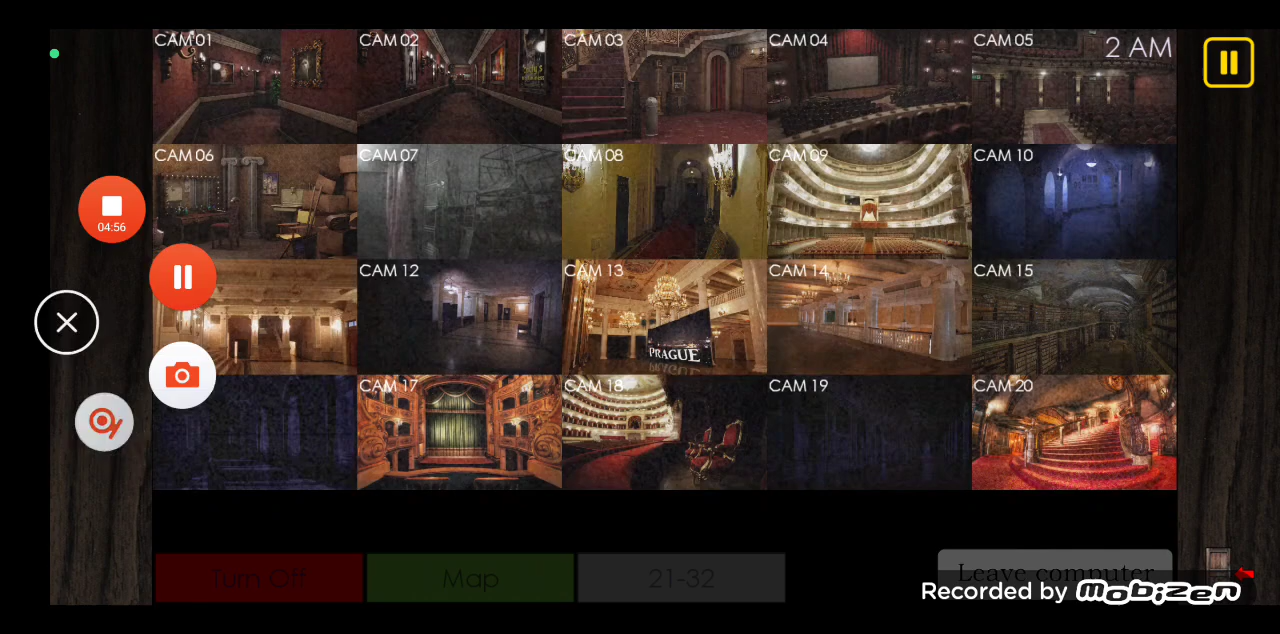 CAM 01
CAM 02
CAM 03
CAM 04
CAM 05
2 AM
CAM 06
CAM 07
CAM 08
CAM 09
CAM 10
04:56
CAM 12
CAM 13
CAM 14
CAM 15
PRAGUE
CAM 17
CAM 18
CAM 19
CAM 20
Turn Off
Map
21-32
Leave computer
Recorded by mobizen